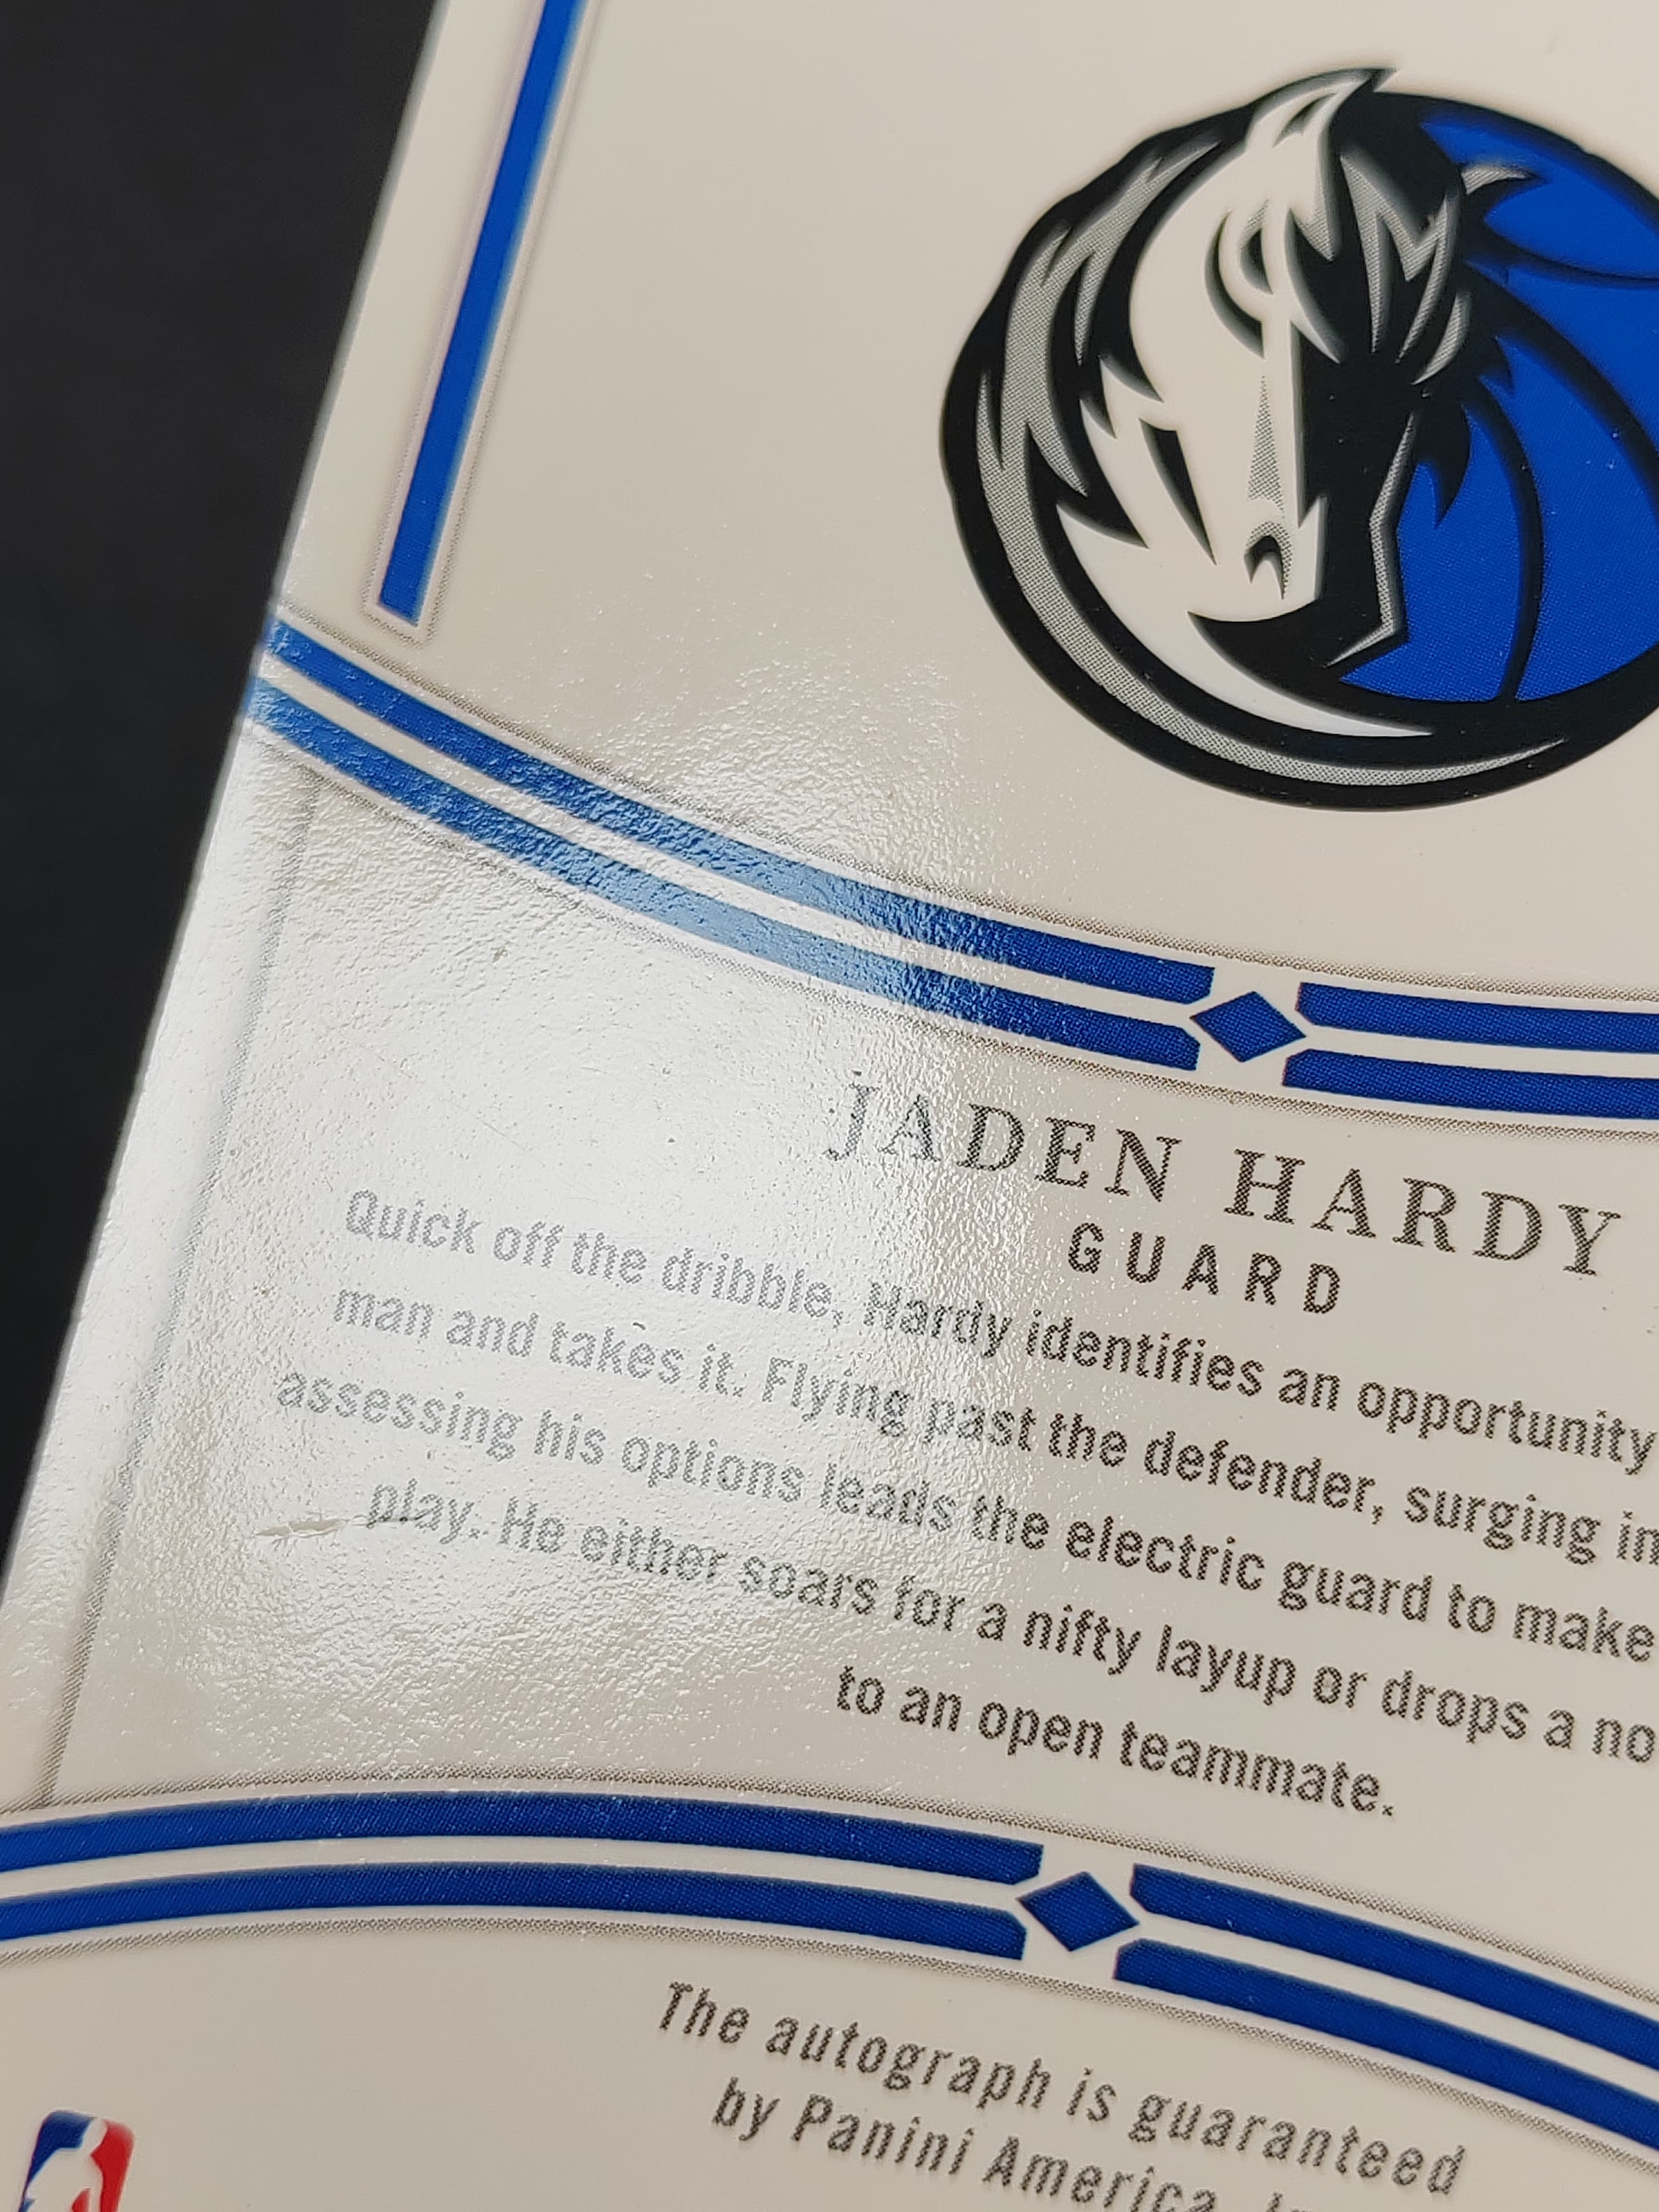 JADEN HARDY
GUARD
Quick off the dribble, Hardy identifies an opportunity
man and takes it. Flying past the defender, surging
assessing his options leads the electric guard to make
play. He either soars for a nifty layup or drops a
to an open teammate.
The autograph is guaranteed
by Panini America,